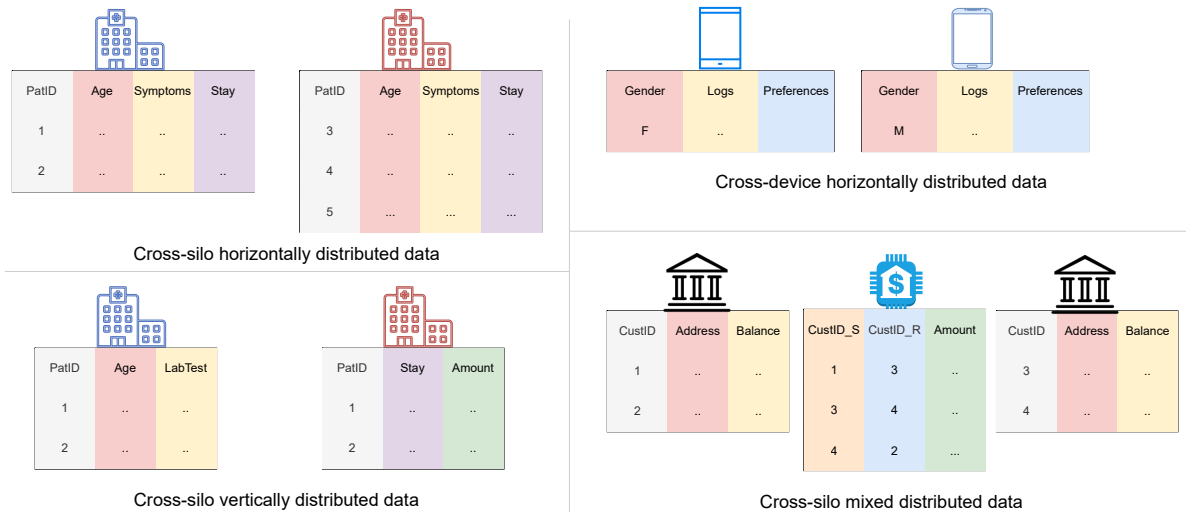 PatID Age Symptoms Stay
1 .. .. ..
2 .. .. ..
PatID Age Symptoms Stay
3 .. .. ..
4 .. .. ..
5 ... ... ...
Cross-silo horizontally distributed data
Gender Logs Preferences
F ..
Gender Logs Preferences
M ..
Cross-device horizontally distributed data
PatID Age LabTest
1 .. ..
2 .. ..
PatID Stay Amount
1 .. ..
2 .. ..
Cross-silo vertically distributed data
CustID Address Balance
1 .. ..
2 .. ..
$
CustID_S CustID_R Amount
1 3 ..
3 4 ..
4 2 ...
CustID Address Balance
3 .. ..
4 .. ..
Cross-silo mixed distributed data